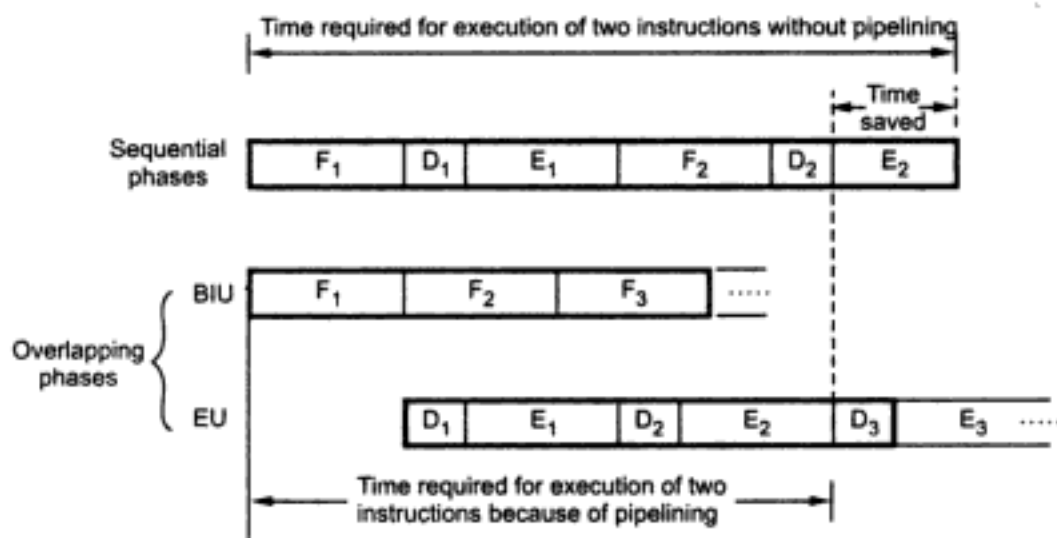 Time required for execution of two instructions without pipelining
Time
saved
Sequential
phases
F1 D1 E1 F2 D2 E2
BIU
F1 F2 F3 .....
Overlapping
phases
EU
D1 E1 D2 E2 D3 E3 .....
Time required for execution of two
instructions because of pipelining